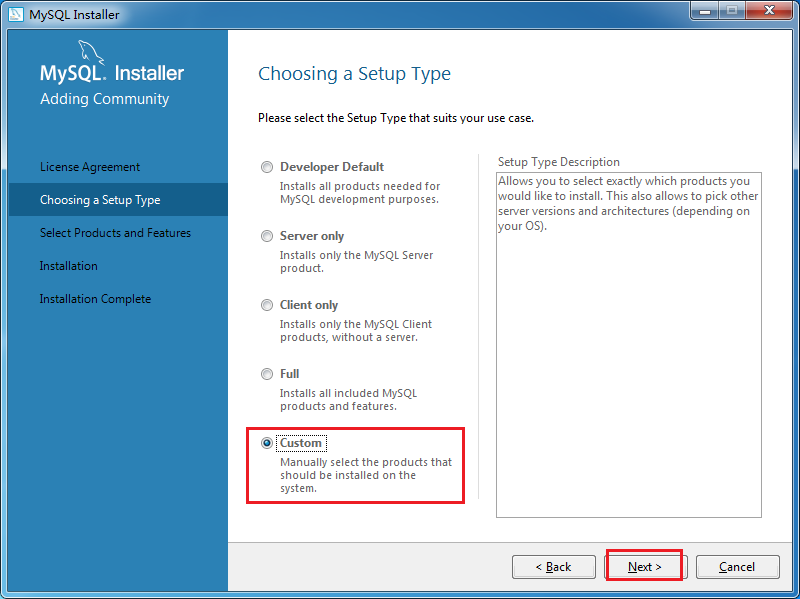 MySQL Installer
MySQL. Installer
Adding Community
License Agreement
Choosing a Setup Type
Select Products and Features
Installation
Installation Complete
Choosing a Setup Type
Please select the Setup Type that suits your use case.
Developer Default
Installs all products needed for
MySQL development purposes.
Server only
Installs only the MySQL Server
product.
Client only
Installs only the MySQL Client
products, without a server.
Full
Installs all included MySQL
products and features.
Custom
Manually select the products that
should be installed on the
system.
Setup Type Description
Allows you to select exactly which products you
would like to install. This also allows to pick other
server versions and architectures (depending on
your OS).
< Back
Next >
Cancel